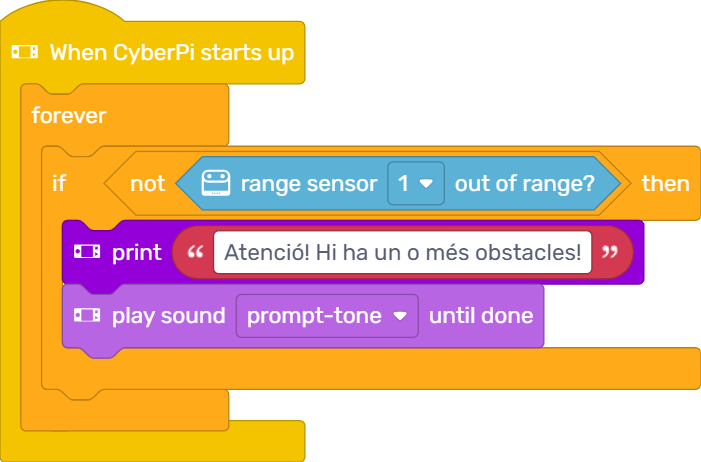 When CyberPi starts up
forever
if not range sensor 1 out of range? then
print “ Atenció! Hi ha un o més obstacles! ”
play sound prompt-tone until done